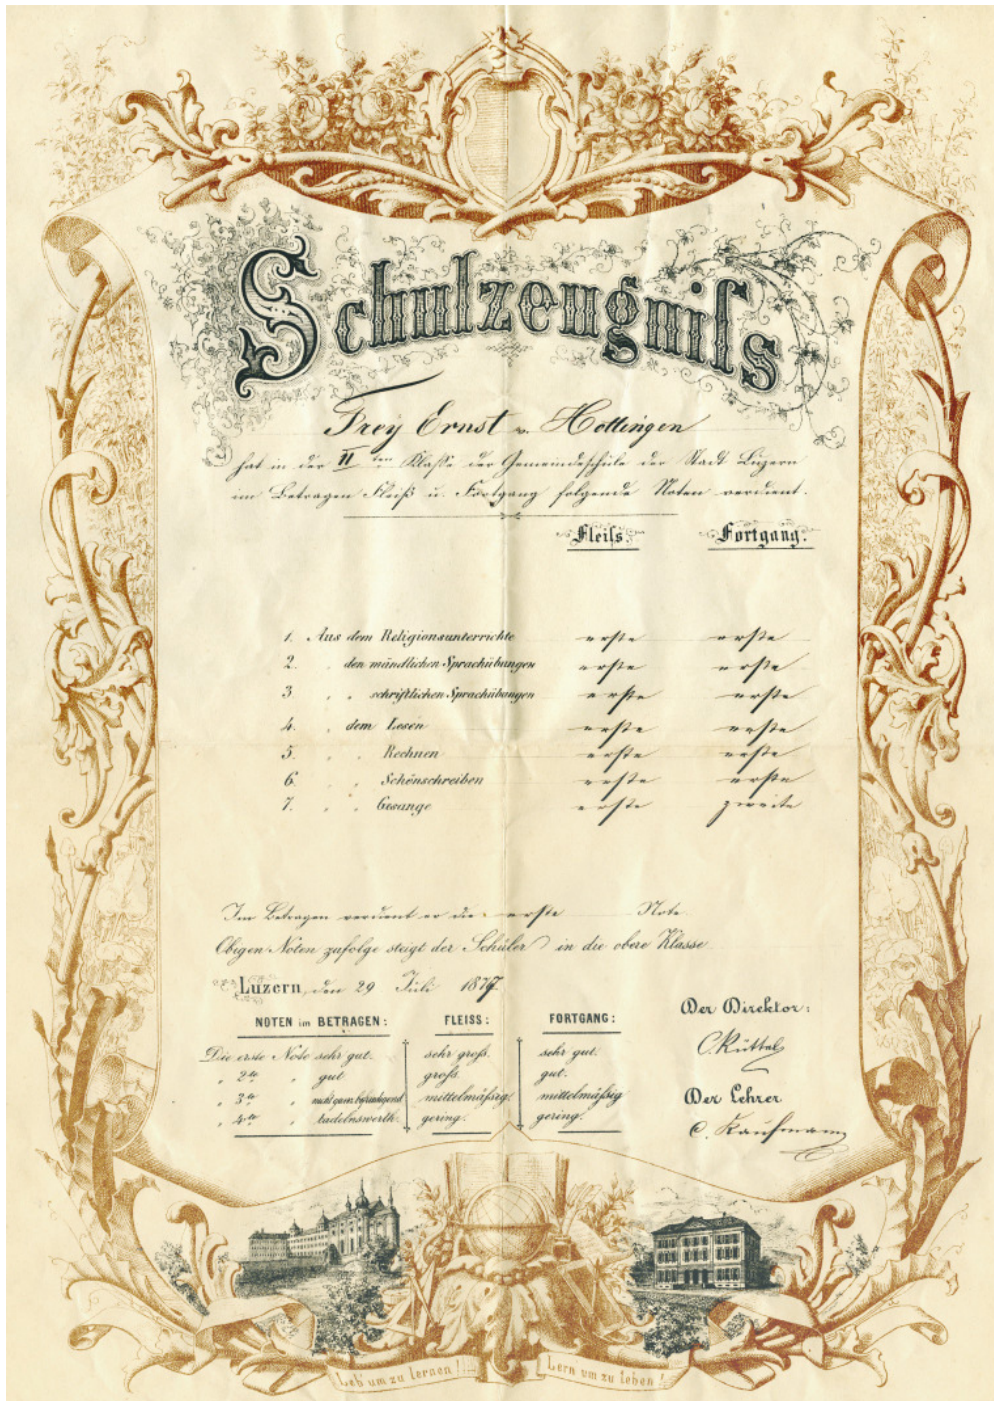 Schulzeugniſs
Frey Ernst v. Hottingen
hat in der II ten Klaſſe der Gemeindeſchule der Stadt Luzern
im Betragen Fleiß u. Fortgang folgende Noten verdient.
Fleiſs. Fortgang.
1. Aus dem Religionsunterrichte erſte erſte
2. „ den mündlichen Sprachübungen erſte erſte
3 „ „ schriftlichen Sprachübungen erſte erſte
4. „ dem Lesen erſte erſte
5. „ „ Rechnen erſte erſte
6. „ „ Schönschreiben erſte erſte
7. „ „ Gesange erſte zweite
Im Betragen verdient er die erſte Note
Obigen Noten zufolge steigt der Schüler in die obere Klasse
Luzern, den 29 Juli 1877
Der Direktor:
NOTEN im BETRAGEN: FLEISS: FORTGANG:
C. Küttel
Die erste Note sehr gut. sehr groſs. sehr gut.
„ 2te „ gut groſs. gut.
„ 3te „ nicht ganz befriedigend mittelmäſsig. mittelmäſsig
Der Lehrer
„ 4te „ tadelnswerth. gering. gering.
C. Kaufmann
Leb' um zu lernen! Lern um zu leben!